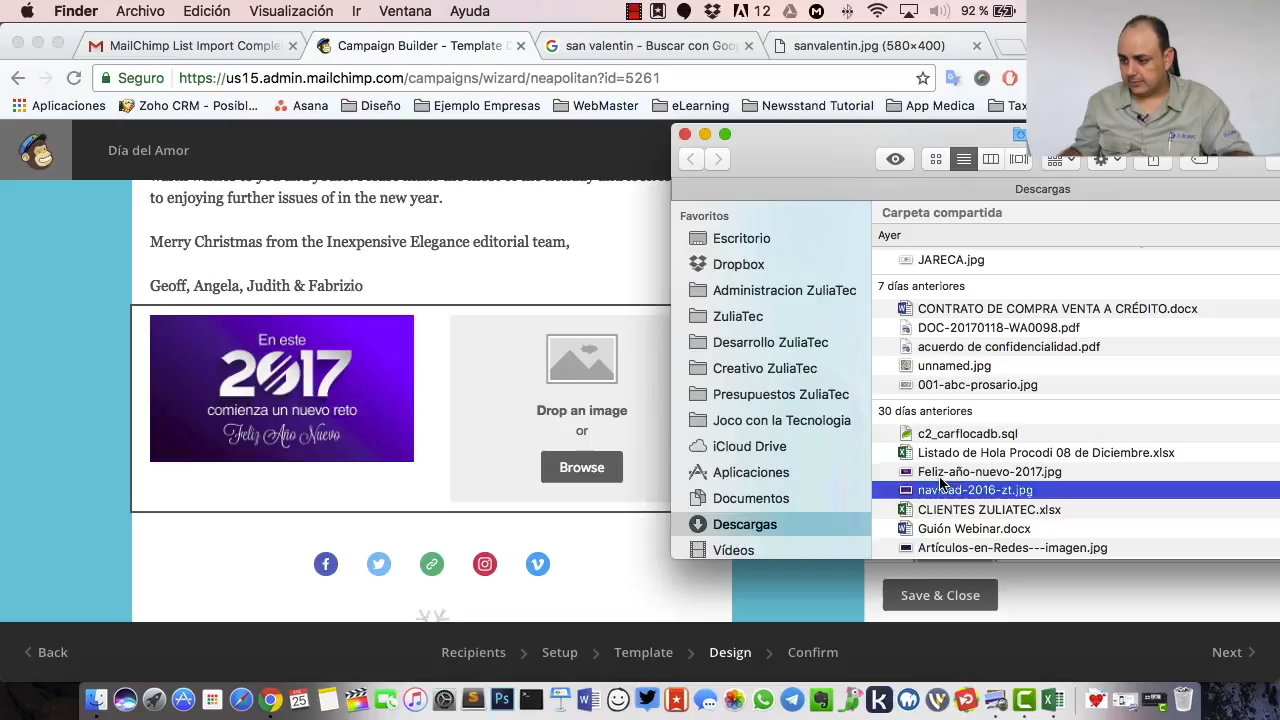 Finder Archivo Edición Visualización Ir Ventana Ayuda 12 92 %
MailChimp List Import Comple
Campaign Builder - Template D
san valentin - Buscar con Goog
sanvalentin.jpg (580×400)
Seguro https://us15.admin.mailchimp.com/campaigns/wizard/neapolitan?id=5261
Aplicaciones Zoho CRM - Posibl... Asana Diseño Ejemplo Empresas WebMaster eLearning Newsstand Tutorial App Medica Tax
Día del Amor
to enjoying further issues of in the new year.
Merry Christmas from the Inexpensive Elegance editorial team,
Geoff, Angela, Judith & Fabrizio
En este
2017
comienza un nuevo reto
Feliz Año Nuevo
Drop an image
or
Browse
Descargas
Favoritos
Escritorio
Dropbox
Administracion ZuliaTec
ZuliaTec
Desarrollo ZuliaTec
Creativo ZuliaTec
Presupuestos ZuliaTec
Joco con la Tecnologia
iCloud Drive
Aplicaciones
Documentos
Descargas
Vídeos
Carpeta compartida
Ayer
JARECA.jpg
7 días anteriores
CONTRATO DE COMPRA VENTA A CRÉDITO.docx
DOC-20170118-WA0098.pdf
acuerdo de confidencialidad.pdf
unnamed.jpg
001-abc-prosario.jpg
30 días anteriores
c2_carflocadb.sql
Listado de Hola Procodi 08 de Diciembre.xlsx
Feliz-año-nuevo-2017.jpg
navidad-2016-zt.jpg
CLIENTES ZULIATEC.xlsx
Guión Webinar.docx
Artículos-en-Redes---imagen.jpg
Save & Close
Back
Recipients Setup Template Design Confirm
Next
25